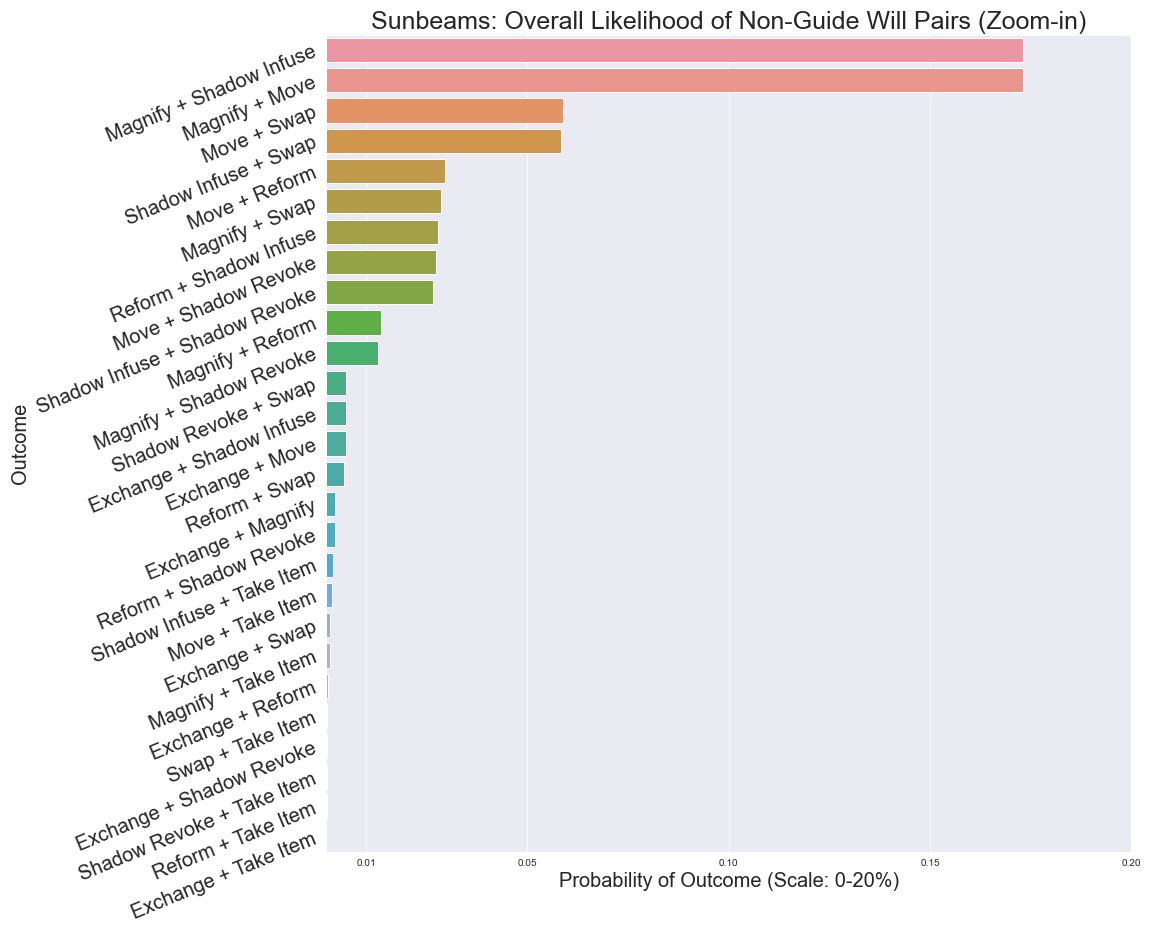 Sunbeams: Overall Likelihood of Non-Guide Will Pairs (Zoom-in)
Magnify + Shadow Infuse
Magnify + Move
Move + Swap
Shadow Infuse + Swap
Move + Reform
Magnify + Swap
Reform + Shadow Infuse
Move + Shadow Revoke
Shadow Infuse + Shadow Revoke
Magnify + Reform
Magnify + Shadow Revoke
Shadow Revoke + Swap
Exchange + Shadow Infuse
Exchange + Move
Reform + Swap
Exchange + Magnify
Reform + Shadow Revoke
Shadow Infuse + Take Item
Move + Take Item
Exchange + Swap
Magnify + Take Item
Exchange + Reform
Swap + Take Item
Exchange + Shadow Revoke
Shadow Revoke + Take Item
Reform + Take Item
Exchange + Take Item
Outcome
0.01 0.05 0.10 0.15 0.20
Probability of Outcome (Scale: 0-20%)